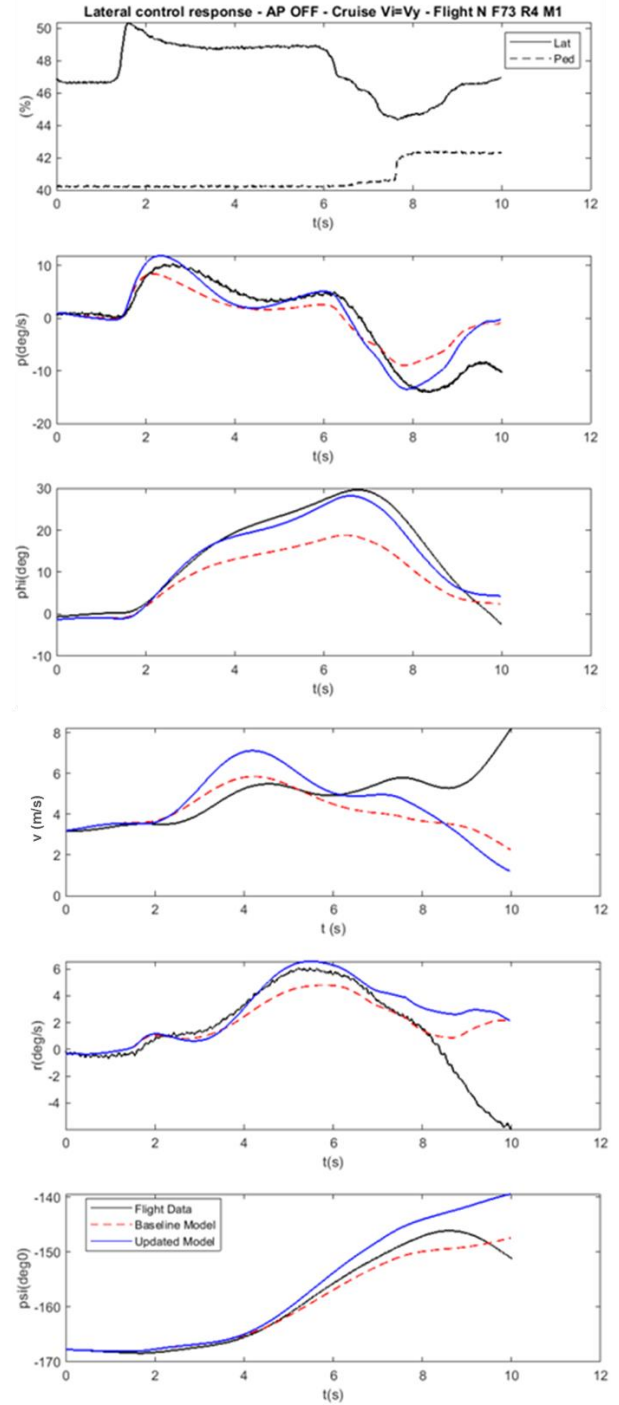 Lateral control response - AP OFF - Cruise Vi=Vy - Flight N F73 R4 M1
50
48
46
44
42
40
(%)
Lat
Ped
0 2 4 6 8 10 12
t(s)
10
0
-10
-20
p(deg/s)
0 2 4 6 8 10 12
t(s)
30
20
10
0
-10
phi(deg)
0 2 4 6 8 10 12
t(s)
8
6
4
2
0
v (m/s)
0 2 4 6 8 10 12
t (s)
6
4
2
0
-2
-4
r(deg/s)
0 2 4 6 8 10 12
t(s)
-140
-150
-160
-170
psi(deg0)
Flight Data
Baseline Model
Updated Model
0 2 4 6 8 10 12
t(s)